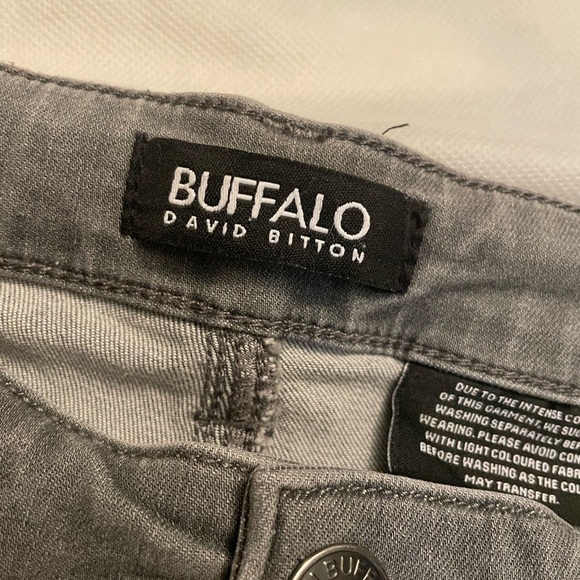 BUFFALO
DAVID BITTON
DUE TO THE INTENSE
OF THIS GARMENT, WE
WASHING SEPARATELY
WEARING. PLEASE AVOID
WITH LIGHT COLOURED
BEFORE WASHING AS THE
MAY TRANSFER.
BUFF